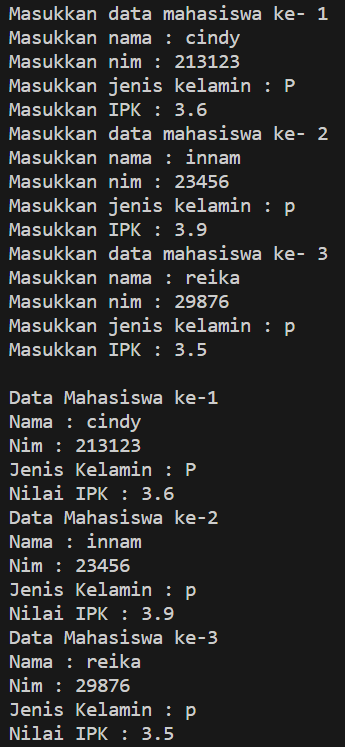 Masukkan data mahasiswa ke- 1
Masukkan nama : cindy
Masukkan nim : 213123
Masukkan jenis kelamin : P
Masukkan IPK : 3.6
Masukkan data mahasiswa ke- 2
Masukkan nama : innam
Masukkan nim : 23456
Masukkan jenis kelamin : p
Masukkan IPK : 3.9
Masukkan data mahasiswa ke- 3
Masukkan nama : reika
Masukkan nim : 29876
Masukkan jenis kelamin : p
Masukkan IPK : 3.5

Data Mahasiswa ke-1
Nama : cindy
Nim : 213123
Jenis Kelamin : P
Nilai IPK : 3.6
Data Mahasiswa ke-2
Nama : innam
Nim : 23456
Jenis Kelamin : p
Nilai IPK : 3.9
Data Mahasiswa ke-3
Nama : reika
Nim : 29876
Jenis Kelamin : p
Nilai IPK : 3.5